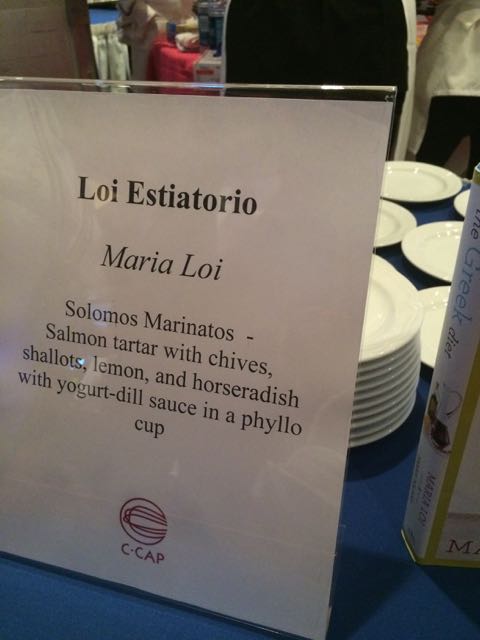 Loi Estiatorio
Maria Loi
Solomos Marinatos -
Salmon tartar with chives,
shallots, lemon, and horseradish
with yogurt-dill sauce in a phyllo
cup
C·CAP
the Greek diet
MARIA LOI
MA